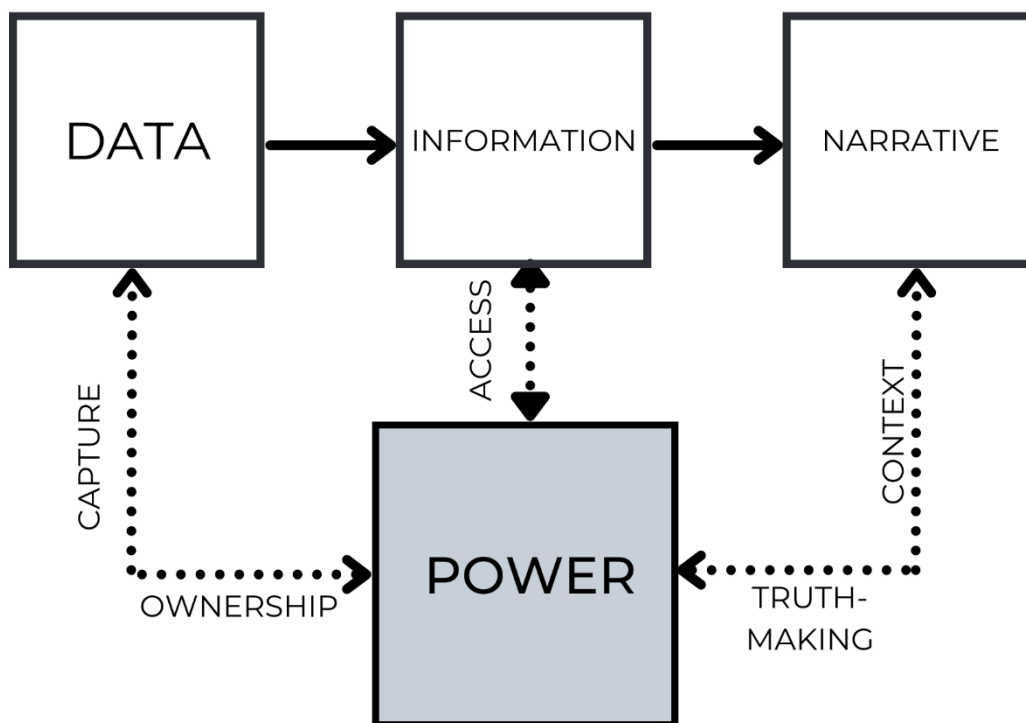 DATA
INFORMATION
NARRATIVE
CAPTURE
ACCESS
CONTEXT
OWNERSHIP
POWER
TRUTH-
MAKING